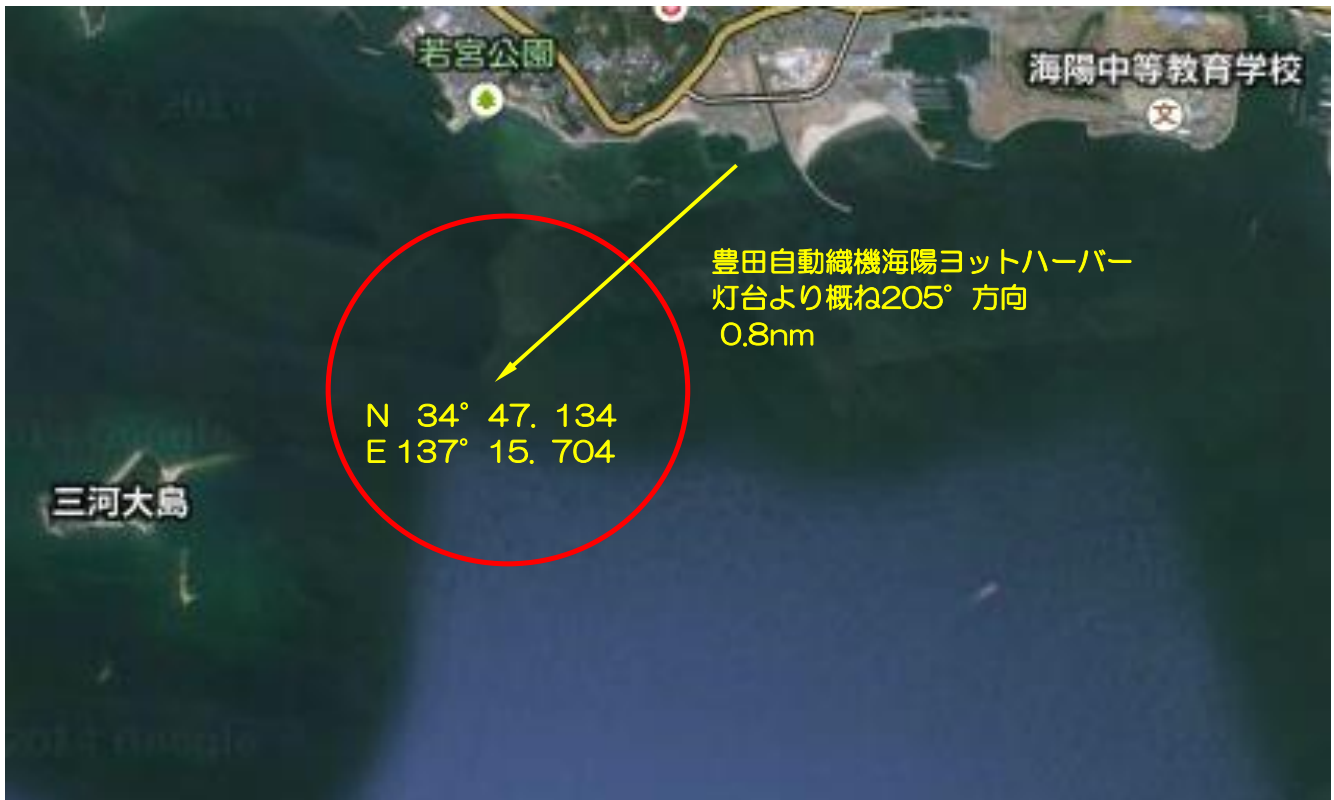 若宮公園
海陽中等教育学校
文
豊田自動織機海陽ヨットハーバー
灯台より概ね205°方向
0.8nm
N 34°47.134
E 137°15.704
三河大島